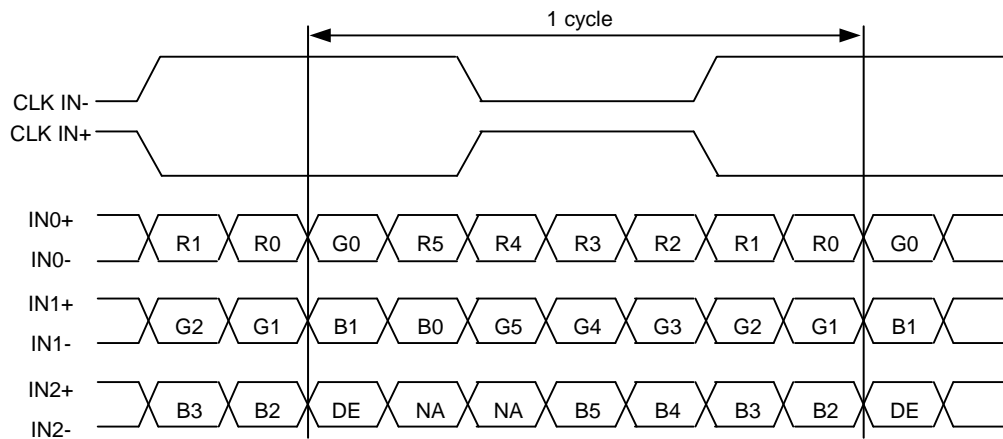 1 cycle
CLK IN-
CLK IN+
IN0+
R1 R0 G0 R5 R4 R3 R2 R1 R0 G0
IN0-
IN1+
G2 G1 B1 B0 G5 G4 G3 G2 G1 B1
IN1-
IN2+
B3 B2 DE NA NA B5 B4 B3 B2 DE
IN2-